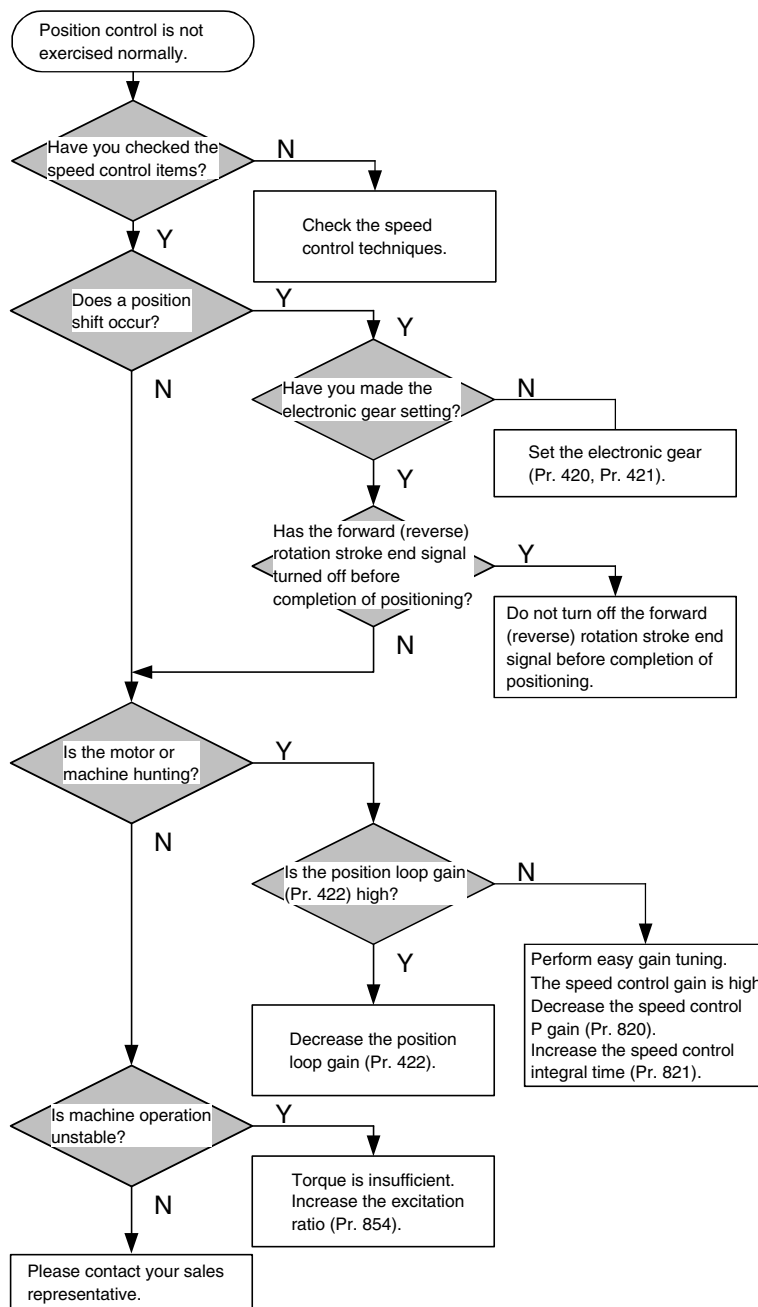 Position control is not
exercised normally.
Have you checked the
speed control items?
N
Y
Check the speed
control techniques.
Does a position
shift occur?
Y
Y
N
Have you made the
electronic gear setting?
N
Y
Set the electronic gear
(Pr. 420, Pr. 421).
Has the forward (reverse)
rotation stroke end signal
turned off before
completion of positioning?
Y
N
Do not turn off the forward
(reverse) rotation stroke end
signal before completion of
positioning.
Is the motor or
machine hunting?
Y
N
Is the position loop gain
(Pr. 422) high?
N
Y
Perform easy gain tuning.
The speed control gain is high
Decrease the speed control
P gain (Pr. 820).
Increase the speed control
integral time (Pr. 821).
Decrease the position
loop gain (Pr. 422).
Is machine operation
unstable?
Y
N
Torque is insufficient.
Increase the excitation
ratio (Pr. 854).
Please contact your sales
representative.